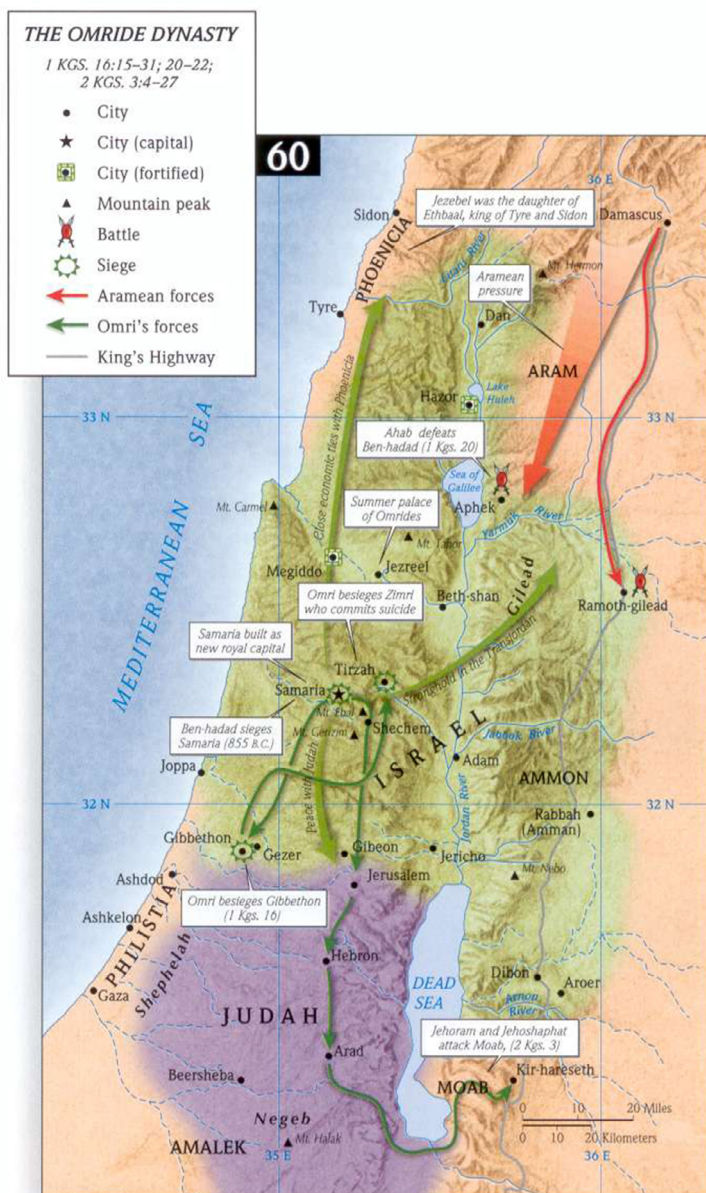 THE OMRIDE DYNASTY
1 KGS. 16:15–31; 20–22;
2 KGS. 3:4–27
City
City (capital)
City (fortified)
Mountain peak
Battle
Siege
Aramean forces
Omri's forces
King's Highway
60
36 E
Jezebel was the daughter of
Ethbaal, king of Tyre and Sidon
Sidon
Damascus
PHOENICIA
Litani River
Mt. Hermon
Aramean
pressure
Tyre
Dan
ARAM
Hazor
Lake
Huleh
33 N
33 N
Ahab defeats
Ben-hadad (1 Kgs. 20)
Close economic ties with Phoenicia
Sea of
Galilee
Aphek
Summer palace
of Omrides
Mt. Carmel
Yarmuk River
Mt. Tabor
MEDITERRANEAN SEA
Megiddo
Jezreel
Omri besieges Zimri
who commits suicide
Beth-shan
Gilead
Ramoth-gilead
Samaria built as
new royal capital
Tirzah
Stronghold in the Transjordan
Samaria
Mt. Ebal
Shechem
Mt. Gerizim
Ben-hadad sieges
Samaria (855 B.C.)
ISRAEL
Jabbok River
Joppa
Adam
AMMON
Peace with Judah
Jordan River
32 N
32 N
Rabbah
(Amman)
Gibbethon
Gezer
Gibeon
Jericho
Mt. Nebo
Ashdod
Jerusalem
Omri besieges Gibbethon
(1 Kgs. 16)
Ashkelon
PHILISTIA
Shephelah
Hebron
Gaza
DEAD
SEA
Dibon
Aroer
Arnon
River
JUDAH
Jehoram and Jehoshaphat
attack Moab, (2 Kgs. 3)
Arad
Beersheba
MOAB
Kir-hareseth
Negeb
0 10 20 Miles
0 10 20 Kilometers
AMALEK
Mt. Halak
35 E
36 E